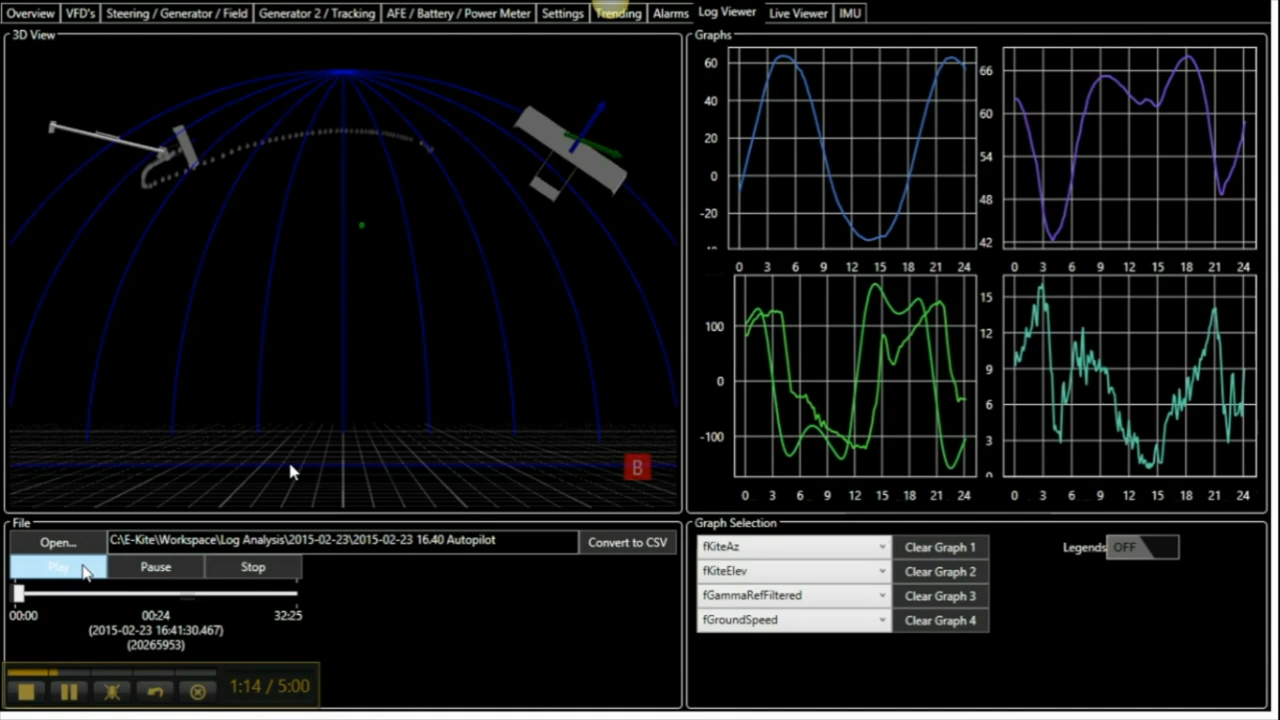 Overview VFD's Steering / Generator / Field Generator 2 / Tracking AFE / Battery / Power Meter Settings Trending Alarms Log Viewer Live Viewer IMU
3D View
B
Graphs
60
40
20
0
-20
0 3 6 9 12 15 18 21 24
66
60
54
48
42
0 3 6 9 12 15 18 21 24
100
0
-100
0 3 6 9 12 15 18 21 24
15
12
9
6
3
0
0 3 6 9 12 15 18 21 24
File
Open... C:\E-Kite\Workspace\Log Analysis\2015-02-23\2015-02-23 16.40 Autopilot Convert to CSV
Play Pause Stop
00:00 00:24 32:25
(2015-02-23 16:41:30.467)
(20265953)
1:14 / 5:00
Graph Selection
fKiteAz Clear Graph 1 Legends OFF
fKiteElev Clear Graph 2
fGammaRefFiltered Clear Graph 3
fGroundSpeed Clear Graph 4